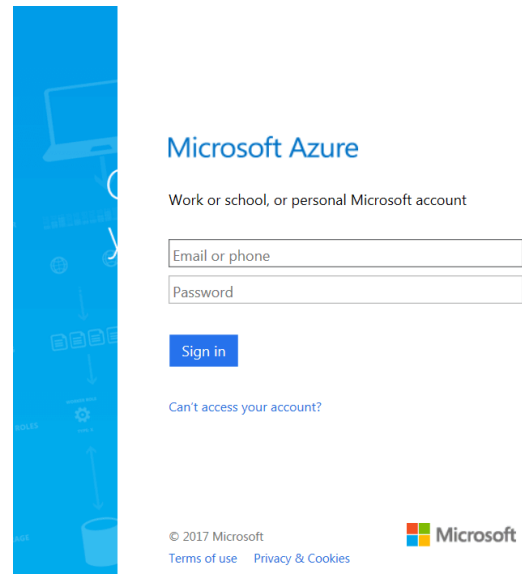 Microsoft Azure
Work or school, or personal Microsoft account
Email or phone
Password
Sign in
Can't access your account?
ROLES
© 2017 Microsoft
Terms of use Privacy & Cookies
Microsoft